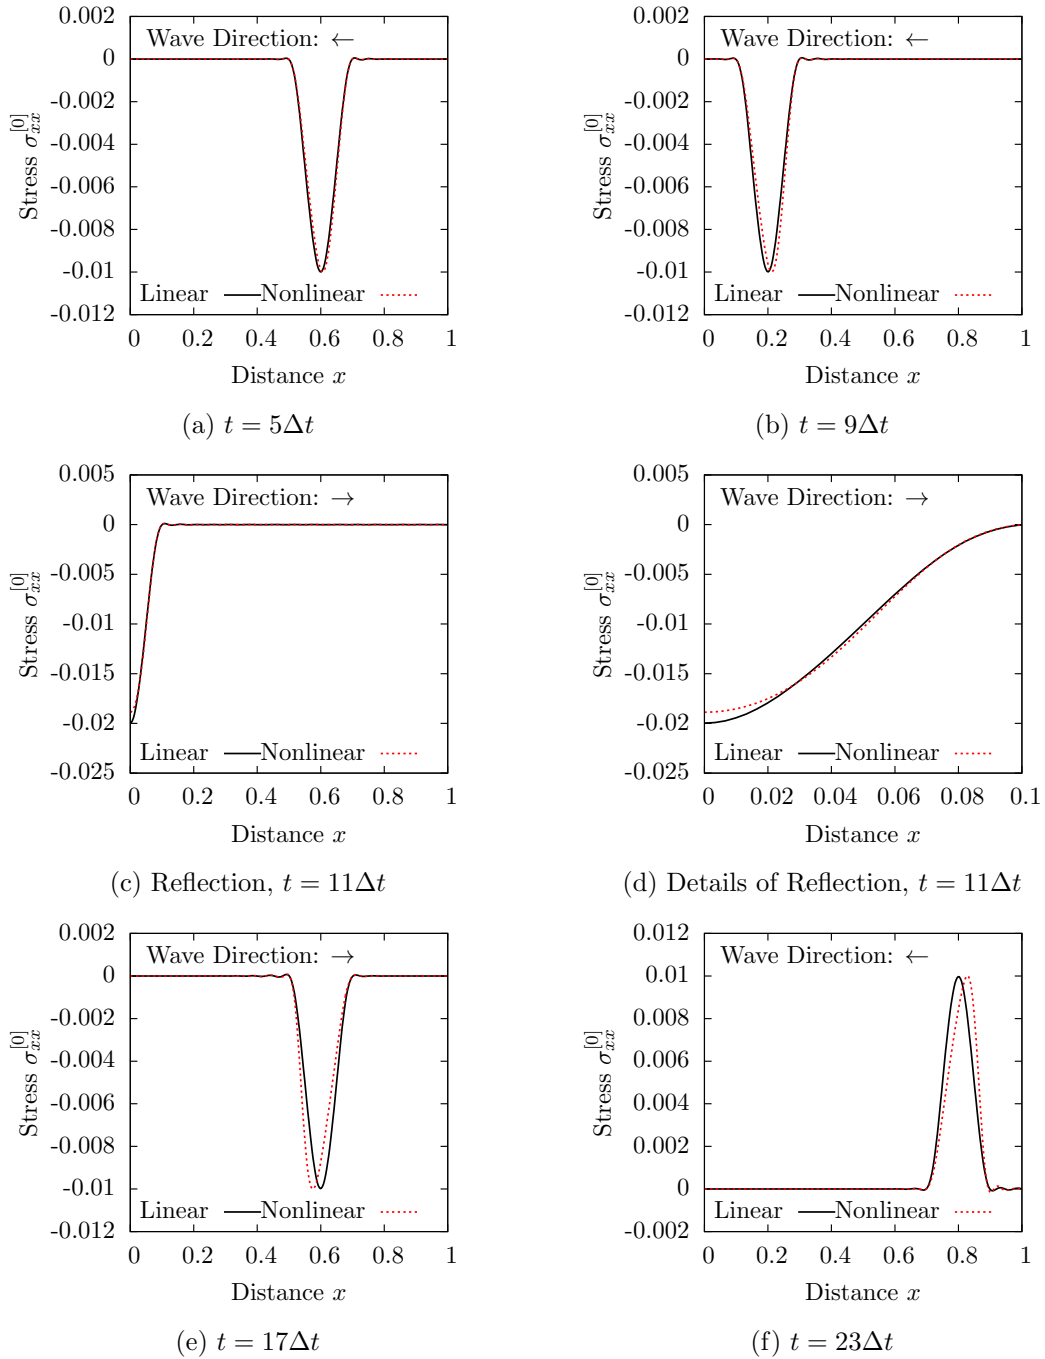 0.002
0
-0.002
-0.004
-0.006
-0.008
-0.01
-0.012
Stress σ_{xx}^{[0]}
Wave Direction: ←
Linear Nonlinear
0 0.2 0.4 0.6 0.8 1
Distance x
(a) t = 5Δt
0.002
0
-0.002
-0.004
-0.006
-0.008
-0.01
-0.012
Stress σ_{xx}^{[0]}
Wave Direction: ←
Linear Nonlinear
0 0.2 0.4 0.6 0.8 1
Distance x
(b) t = 9Δt
0.005
0
-0.005
-0.01
-0.015
-0.02
-0.025
Stress σ_{xx}^{[0]}
Wave Direction: →
Linear Nonlinear
0 0.2 0.4 0.6 0.8 1
Distance x
(c) Reflection, t = 11Δt
0.005
0
-0.005
-0.01
-0.015
-0.02
-0.025
Stress σ_{xx}^{[0]}
Wave Direction: →
Linear Nonlinear
0 0.02 0.04 0.06 0.08 0.1
Distance x
(d) Details of Reflection, t = 11Δt
0.002
0
-0.002
-0.004
-0.006
-0.008
-0.01
-0.012
Stress σ_{xx}^{[0]}
Wave Direction: →
Linear Nonlinear
0 0.2 0.4 0.6 0.8 1
Distance x
(e) t = 17Δt
0.012
0.01
0.008
0.006
0.004
0.002
0
-0.002
Stress σ_{xx}^{[0]}
Wave Direction: ←
Linear Nonlinear
0 0.2 0.4 0.6 0.8 1
Distance x
(f) t = 23Δt